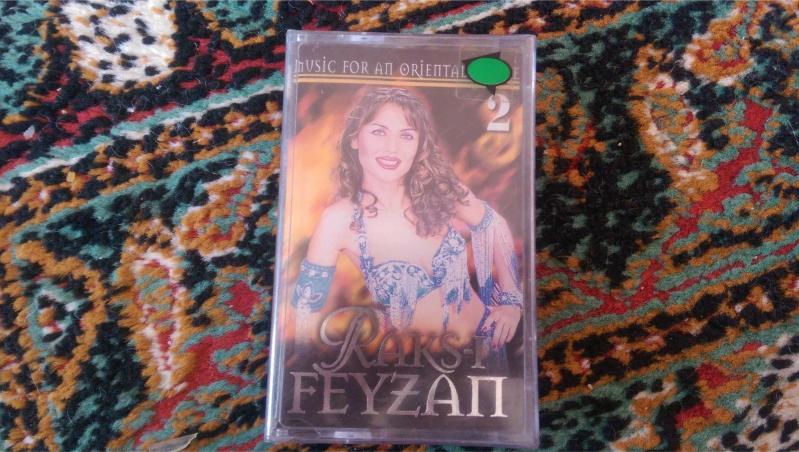 MUSIC FOR AN ORIENTAL
2
RAKS-I
FEYZAN